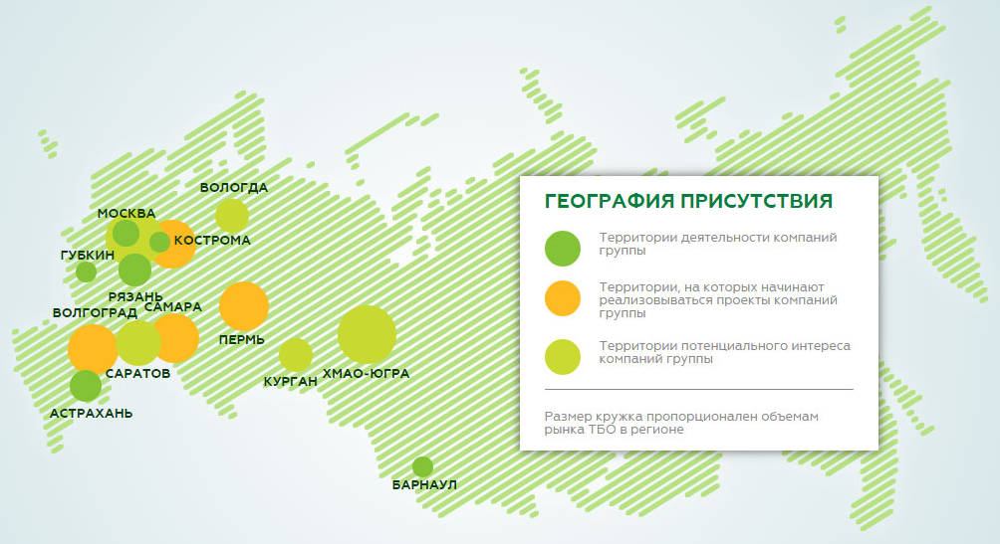 ВОЛОГДА
МОСКВА
КОСТРОМА
ГУБКИН
РЯЗАНЬ
САМАРА
ВОЛГОГРАД
ПЕРМЬ
САРАТОВ
КУРГАН
ХМАО-ЮГРА
АСТРАХАНЬ
БАРНАУЛ
ГЕОГРАФИЯ ПРИСУТСТВИЯ
Территории деятельности компаний
группы
Территории, на которых начинают
реализовываться проекты компаний
группы
Территории потенциального интереса
компаний группы
Размер кружка пропорционален объемам
рынка ТБО в регионе